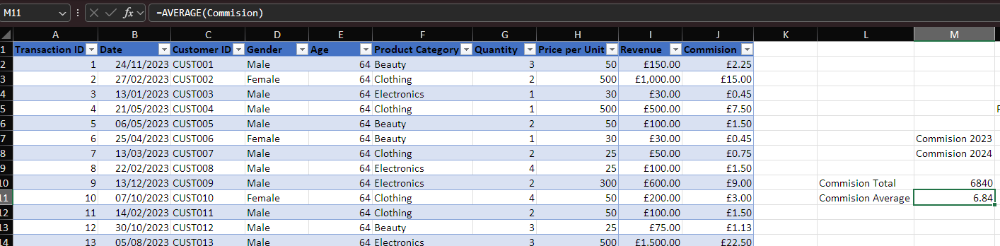 M11 fx =AVERAGE(Commision)
A B C D E F G H I J K L M
1 Transaction ID Date Customer ID Gender Age Product Category Quantity Price per Unit Revenue Commision
2 1 24/11/2023 CUST001 Male 64 Beauty 3 50 £150.00 £2.25
3 2 27/02/2023 CUST002 Female 64 Clothing 2 500 £1,000.00 £15.00
4 3 13/01/2023 CUST003 Male 64 Electronics 1 30 £30.00 £0.45
5 4 21/05/2023 CUST004 Male 64 Clothing 1 500 £500.00 £7.50
6 5 06/05/2023 CUST005 Male 64 Beauty 2 50 £100.00 £1.50
7 6 25/04/2023 CUST006 Female 64 Beauty 1 30 £30.00 £0.45 Commision 2023
8 7 13/03/2023 CUST007 Male 64 Clothing 2 25 £50.00 £0.75 Commision 2024
9 8 22/02/2023 CUST008 Male 64 Electronics 4 25 £100.00 £1.50
10 9 13/12/2023 CUST009 Male 64 Electronics 2 300 £600.00 £9.00 Commision Total 6840
11 10 07/10/2023 CUST010 Female 64 Clothing 4 50 £200.00 £3.00 Commision Average 6.84
12 11 14/02/2023 CUST011 Male 64 Clothing 2 50 £100.00 £1.50
13 12 30/10/2023 CUST012 Male 64 Beauty 3 25 £75.00 £1.13
14 13 05/08/2023 CUST013 Male 64 Electronics 3 500 £1,500.00 £22.50